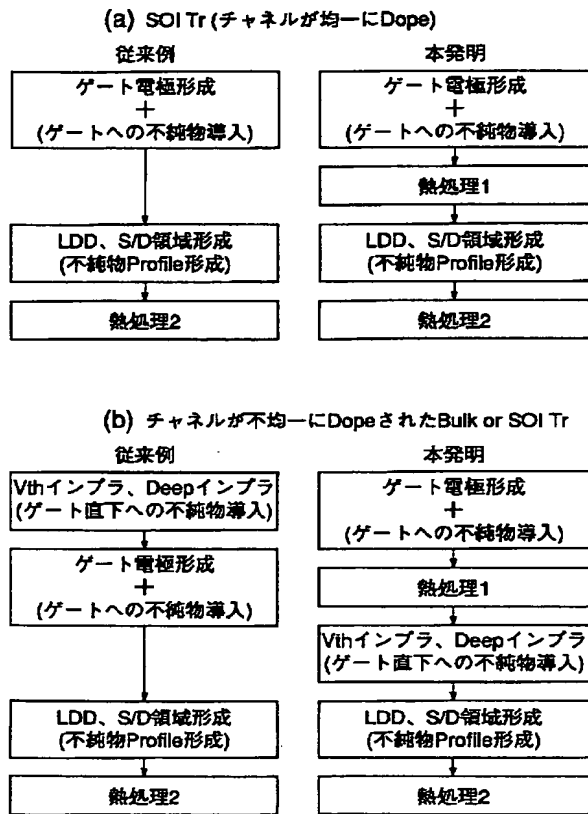 (a) SOI Tr (チャネルが均一にDope)
従来例
ゲート電極形成
+
(ゲートへの不純物導入)
LDD、S/D領域形成
(不純物Profile形成)
熱処理2
本発明
ゲート電極形成
+
(ゲートへの不純物導入)
熱処理1
LDD、S/D領域形成
(不純物Profile形成)
熱処理2
(b) チャネルが不均一にDopeされたBulk or SOI Tr
従来例
Vthインプラ、Deepインプラ
(ゲート直下への不純物導入)
ゲート電極形成
+
(ゲートへの不純物導入)
LDD、S/D領域形成
(不純物Profile形成)
熱処理2
本発明
ゲート電極形成
+
(ゲートへの不純物導入)
熱処理1
Vthインプラ、Deepインプラ
(ゲート直下への不純物導入)
LDD、S/D領域形成
(不純物Profile形成)
熱処理2